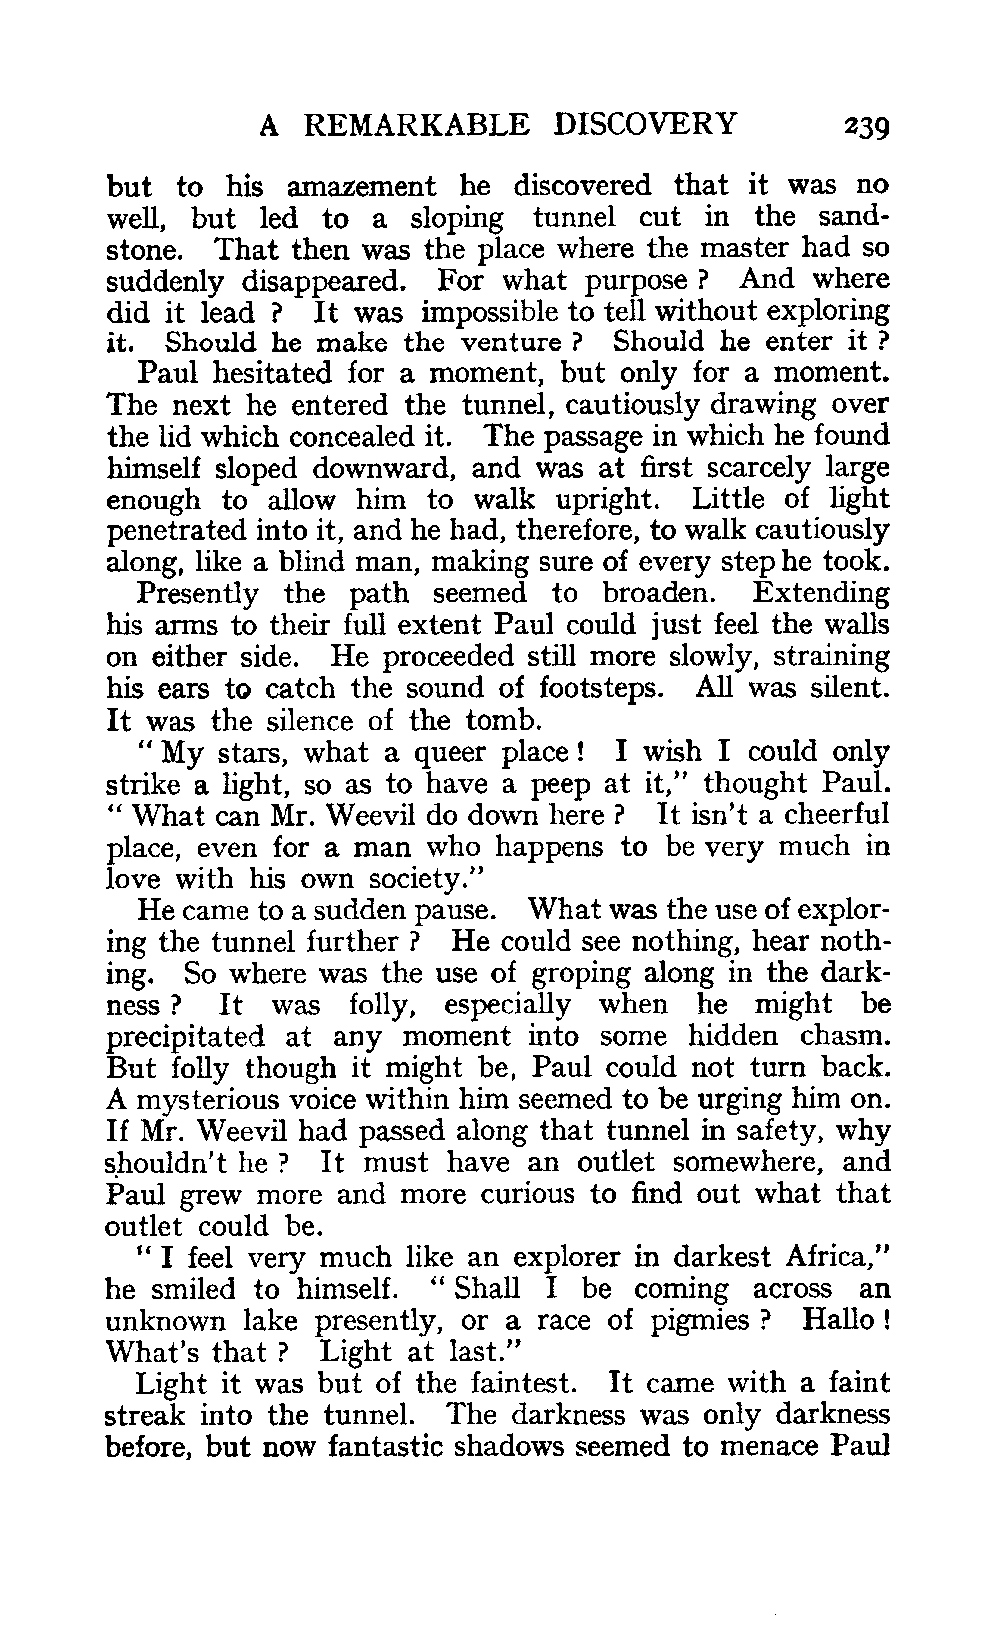 A REMARKABLE DISCOVERY 239
but to his amazement he discovered that it was no
well, but led to a sloping tunnel cut in the sand-
stone. That then was the place where the master had so
suddenly disappeared. For what purpose ? And where
did it lead ? It was impossible to tell without exploring
it. Should he make the venture ? Should he enter it ?
Paul hesitated for a moment, but only for a moment.
The next he entered the tunnel, cautiously drawing over
the lid which concealed it. The passage in which he found
himself sloped downward, and was at first scarcely large
enough to allow him to walk upright. Little of light
penetrated into it, and he had, therefore, to walk cautiously
along, like a blind man, making sure of every step he took.
Presently the path seemed to broaden. Extending
his arms to their full extent Paul could just feel the walls
on either side. He proceeded still more slowly, straining
his ears to catch the sound of footsteps. All was silent.
It was the silence of the tomb.
“ My stars, what a queer place ! I wish I could only
strike a light, so as to have a peep at it,” thought Paul.
“ What can Mr. Weevil do down here ? It isn't a cheerful
place, even for a man who happens to be very much in
love with his own society.”
He came to a sudden pause. What was the use of explor-
ing the tunnel further ? He could see nothing, hear noth-
ing. So where was the use of groping along in the dark-
ness ? It was folly, especially when he might be
precipitated at any moment into some hidden chasm.
But folly though it might be, Paul could not turn back.
A mysterious voice within him seemed to be urging him on.
If Mr. Weevil had passed along that tunnel in safety, why
shouldn't he ? It must have an outlet somewhere, and
Paul grew more and more curious to find out what that
outlet could be.
“ I feel very much like an explorer in darkest Africa,”
he smiled to himself. “ Shall I be coming across an
unknown lake presently, or a race of pigmies ? Hallo !
What's that ? Light at last.”
Light it was but of the faintest. It came with a faint
streak into the tunnel. The darkness was only darkness
before, but now fantastic shadows seemed to menace Paul